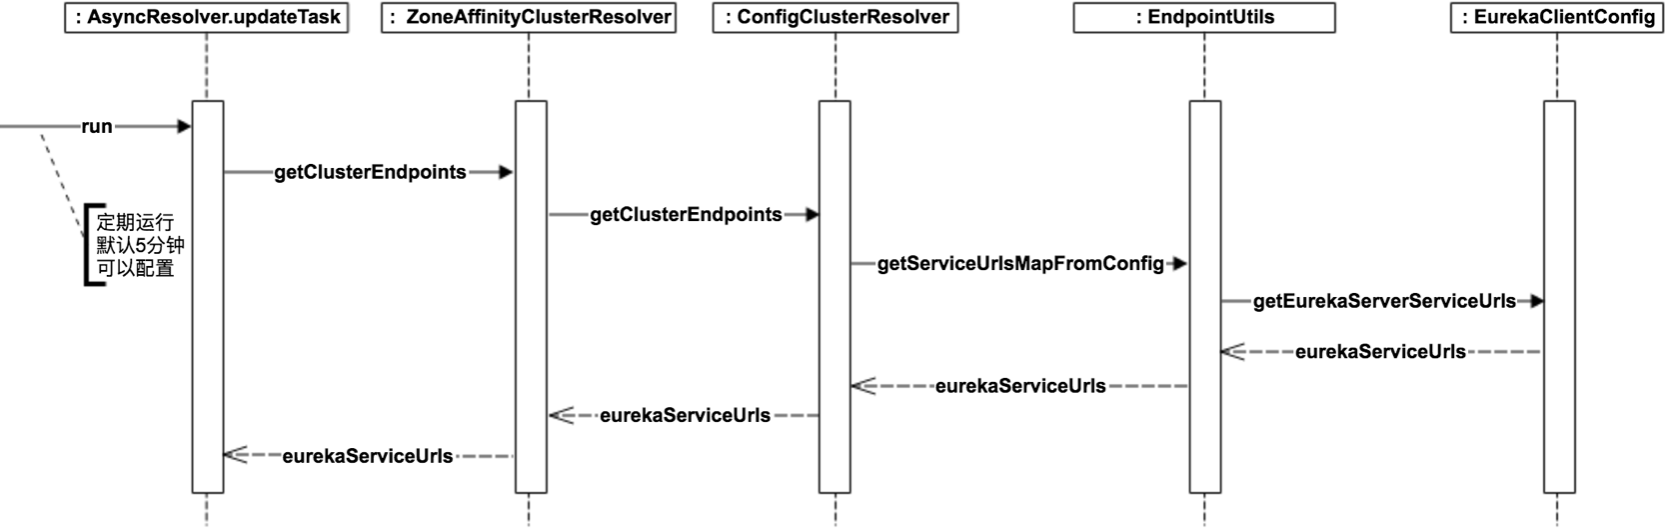 : AsyncResolver.updateTask
: ZoneAffinityClusterResolver
: ConfigClusterResolver
: EndpointUtils
: EurekaClientConfig
run
getClusterEndpoints
定期运行
默认5分钟
可以配置
getClusterEndpoints
getServiceUrlsMapFromConfig
getEurekaServerServiceUrls
eurekaServiceUrls
eurekaServiceUrls
eurekaServiceUrls
eurekaServiceUrls